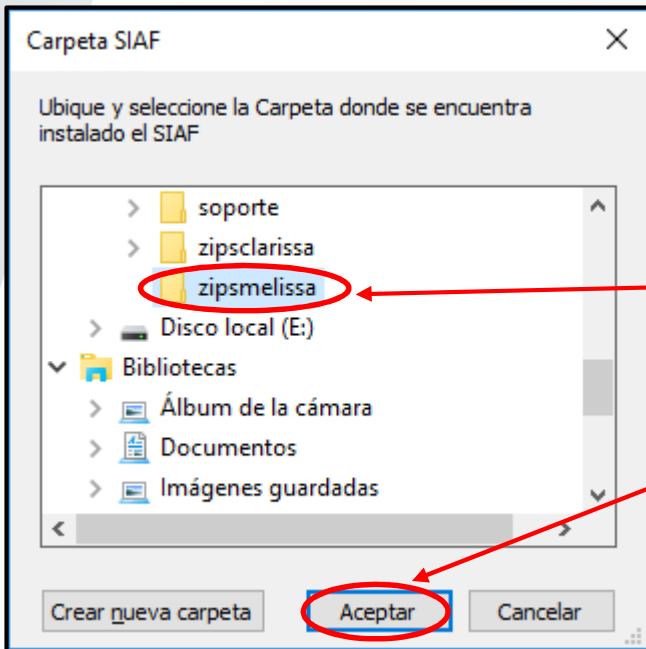 Carpeta SIAF
Ubique y seleccione la Carpeta donde se encuentra
instalado el SIAF
soporte
zipsclarissa
zipsmelissa
Disco local (E:)
Bibliotecas
Álbum de la cámara
Documentos
Imágenes guardadas
Crear nueva carpeta Aceptar Cancelar